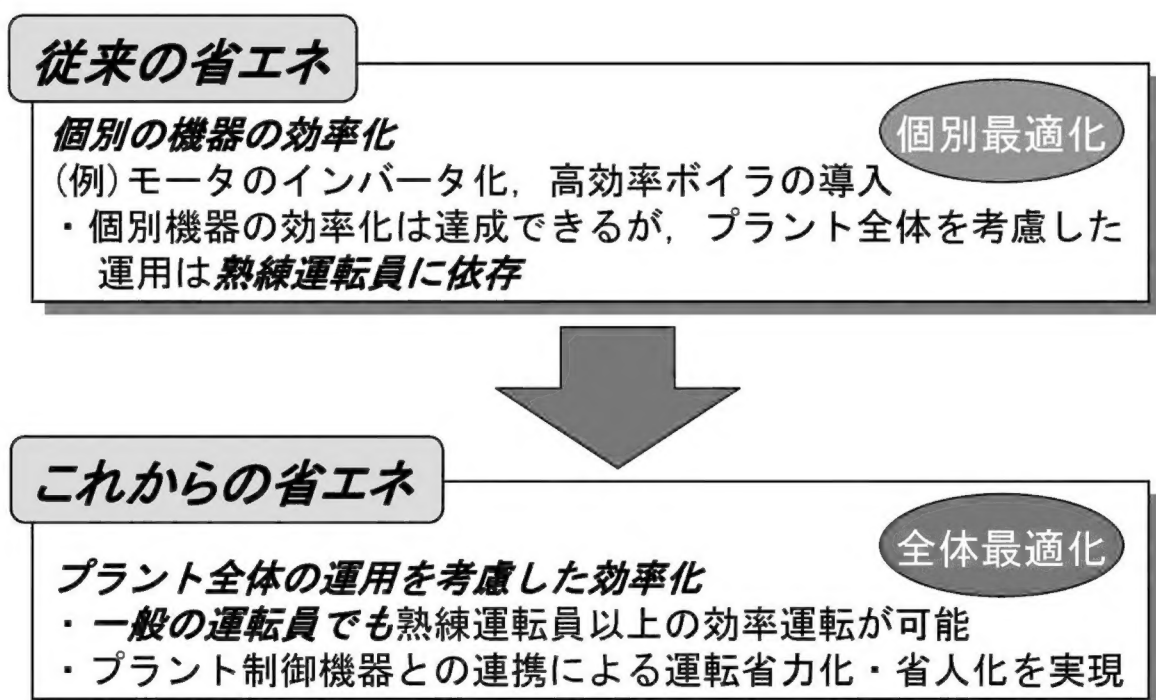 従来の省エネ
個別最適化
個別の機器の効率化
(例)モータのインバータ化，高効率ボイラの導入
・個別機器の効率化は達成できるが，プラント全体を考慮した
運用は熟練運転員に依存
これからの省エネ
全体最適化
プラント全体の運用を考慮した効率化
・一般の運転員でも熟練運転員以上の効率運転が可能
・プラント制御機器との連携による運転省力化・省人化を実現